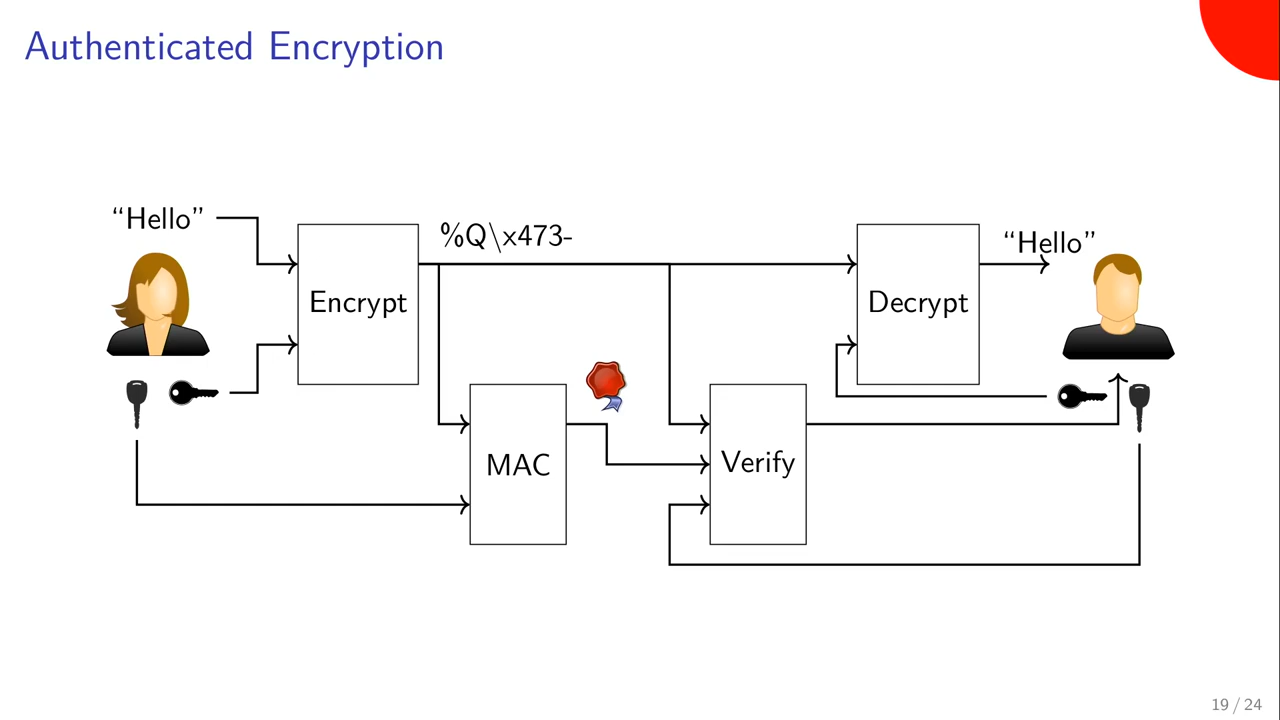 Authenticated Encryption
“Hello”
%Q\x473-
“Hello”
Encrypt
Decrypt
MAC
Verify
19 / 24